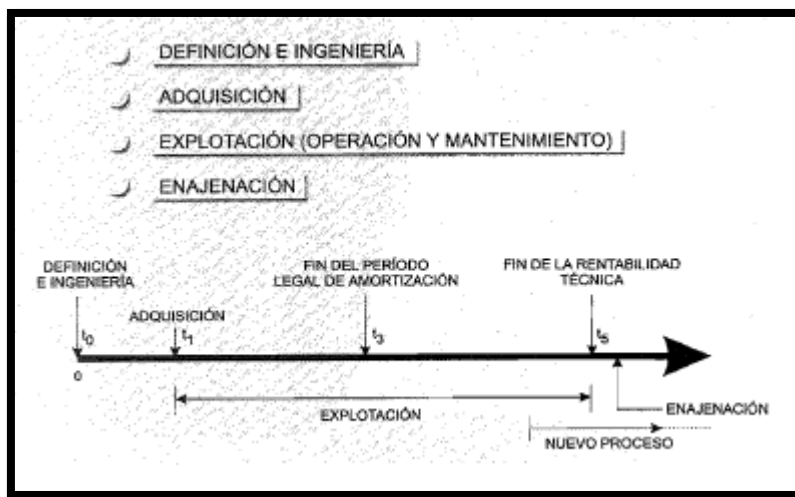 DEFINICIÓN E INGENIERÍA
ADQUISICIÓN
EXPLOTACIÓN (OPERACIÓN Y MANTENIMIENTO)
ENAJENACIÓN
DEFINICIÓN
E INGENIERÍA
ADQUISICIÓN
FIN DEL PERÍODO
LEGAL DE AMORTIZACIÓN
FIN DE LA RENTABILIDAD
TÉCNICA
t0
t1
t3
t5
0
EXPLOTACIÓN
ENAJENACIÓN
NUEVO PROCESO